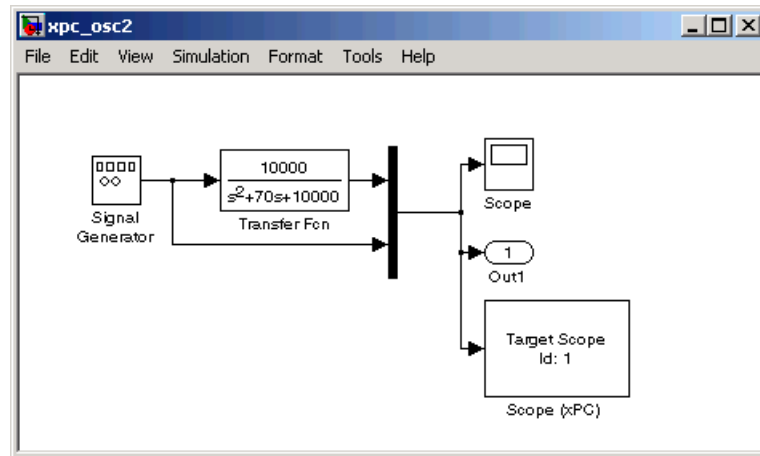 xpc_osc2
File Edit View Simulation Format Tools Help
10000
s²+70s+10000
Transfer Fcn
Signal
Generator
Scope
1
Out1
Target Scope
Id: 1
Scope (xPC)